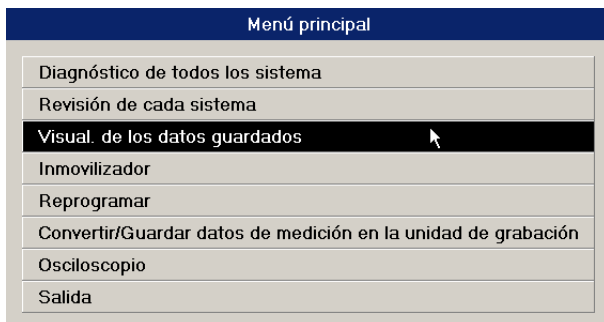 Menú principal
Diagnóstico de todos los sistema
Revisión de cada sistema
Visual. de los datos guardados
Inmovilizador
Reprogramar
Convertir/Guardar datos de medición en la unidad de grabación
Osciloscopio
Salida